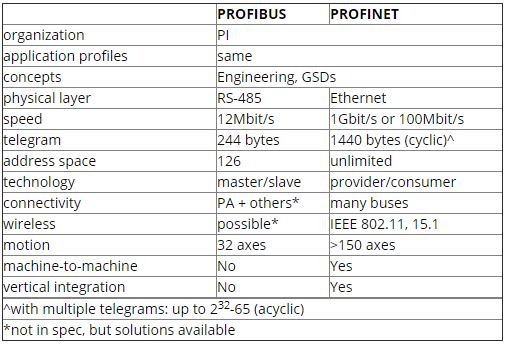 PROFIBUS PROFINET
organization PI
application profiles same
concepts Engineering, GSDs
physical layer RS-485 Ethernet
speed 12Mbit/s 1Gbit/s or 100Mbit/s
telegram 244 bytes 1440 bytes (cyclic)^
address space 126 unlimited
technology master/slave provider/consumer
connectivity PA + others* many buses
wireless possible* IEEE 802.11, 15.1
motion 32 axes >150 axes
machine-to-machine No Yes
vertical integration No Yes
^with multiple telegrams: up to 2³²-65 (acyclic)
*not in spec, but solutions available